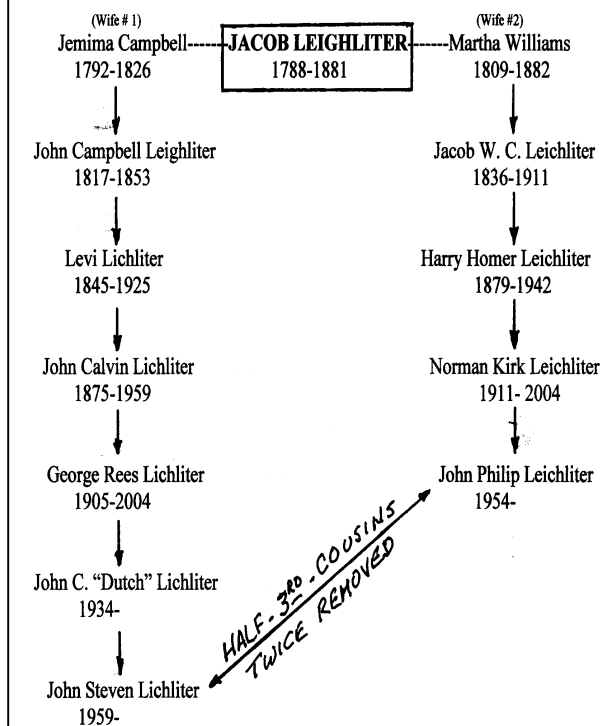 (Wife # 1)
Jemima Campbell
1792-1826
JACOB LEIGHLITER
1788-1881
(Wife #2)
Martha Williams
1809-1882
John Campbell Leighliter
1817-1853
Jacob W. C. Leichliter
1836-1911
Levi Lichliter
1845-1925
Harry Homer Leichliter
1879-1942
John Calvin Lichliter
1875-1959
Norman Kirk Leichliter
1911- 2004
George Rees Lichliter
1905-2004
John Philip Leichliter
1954-
John C. “Dutch” Lichliter
1934-
HALF - 3RD - COUSINS
TWICE REMOVED
John Steven Lichliter
1959-